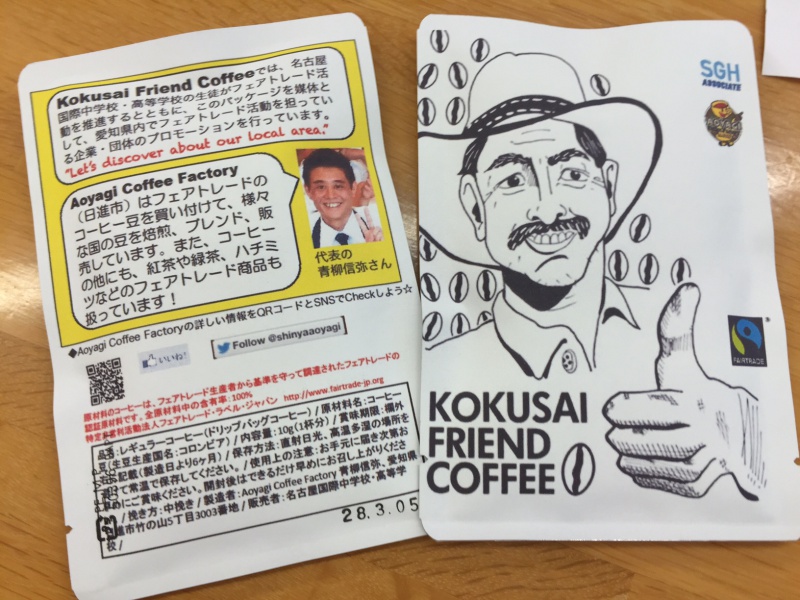 Kokusai Friend Coffeeでは、名古屋
国際中学校・高等学校の生徒がフェアトレード活
動を推進するとともに、このパッケージを媒体と
して、愛知県内でフェアトレード活動を担ってい
る企業・団体のプロモーションを行っています。
"Let's discover about our local area."
Aoyagi Coffee Factory
（日進市）はフェアトレードの
コーヒー豆を買い付けて、様々
な国の豆を焙煎、ブレンド、販
売しています。また、コーヒー
の他にも、紅茶や緑茶、ハチミ
ツなどのフェアトレード商品も
扱っています！
代表の
青柳信弥さん
◆Aoyagi Coffee Factoryの詳しい情報をQRコードとSNSでCheckしよう☆
いいね!
Follow @shinyaaoyagi
原材料のコーヒーは、フェアトレード生産者から基準を守って調達されたフェアトレードの
認証原材料です。全原材料中の含有率：100%
特定非営利活動法人フェアトレード・ラベル・ジャパン http://www.fairtrade-jp.org
品名：レギュラーコーヒー(ドリップバッグコーヒー) / 原材料名：コーヒー
豆(生豆生産国名：コロンビア) / 内容量：10g(1杯分) / 賞味期限：欄外
に記載(製造日より6ヶ月) / 保存方法：直射日光、高温多湿の場所を
避けて常温で保存してください。/ 使用上の注意：お手元に届き次第お
早めにご賞味ください。開封後はできるだけ早めにお召し上がりくださ
い / 挽き方：中挽き / 製造者：Aoyagi Coffee Factory 青柳信弥、愛知県
日進市竹の山5丁目3003番地 / 販売者：名古屋国際中学校・高等学
校 /
28.3.05
SGH
ASSOCIATE
AOYAGI
FAIRTRADE
KOKUSAI
FRIEND
COFFEE